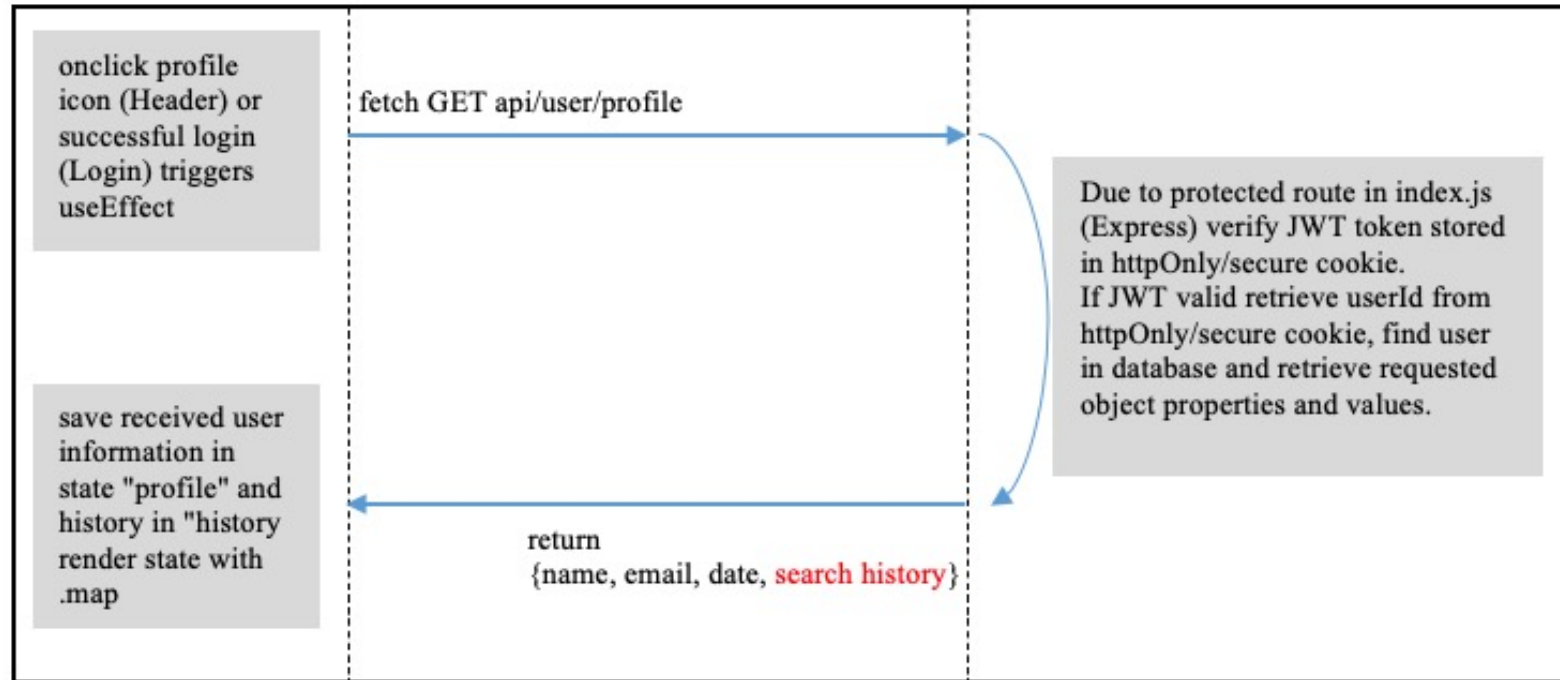 onclick profile
icon (Header) or
successful login
(Login) triggers
useEffect
fetch GET api/user/profile
Due to protected route in index.js
(Express) verify JWT token stored
in httpOnly/secure cookie.
If JWT valid retrieve userId from
httpOnly/secure cookie, find user
in database and retrieve requested
object properties and values.
save received user
information in
state "profile" and
history in "history
render state with
.map
return
{name, email, date, search history}